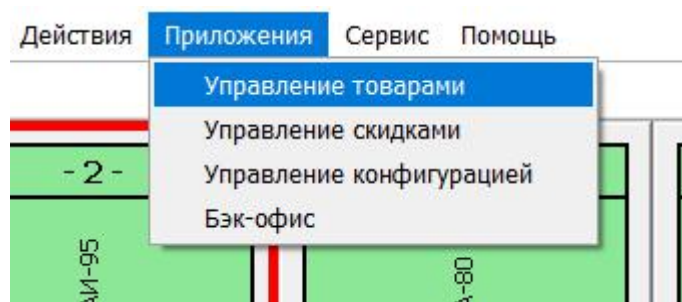 Действия Приложения Сервис Помощь
Управление товарами
Управление скидками
Управление конфигурацией
Бэк-офис
- 2 -
АИ-95
А-80